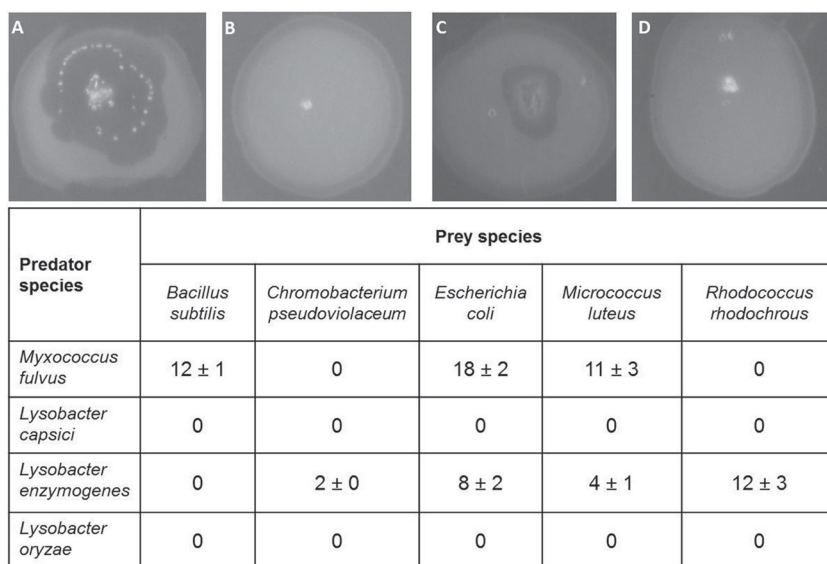 A B C D
Predator species
Prey species
Bacillus subtilis
Chromobacterium pseudoviolaceum
Escherichia coli
Micrococcus luteus
Rhodococcus rhodochrous
Myxococcus fulvus 12 ± 1 0 18 ± 2 11 ± 3 0
Lysobacter capsici 0 0 0 0 0
Lysobacter enzymogenes 0 2 ± 0 8 ± 2 4 ± 1 12 ± 3
Lysobacter oryzae 0 0 0 0 0